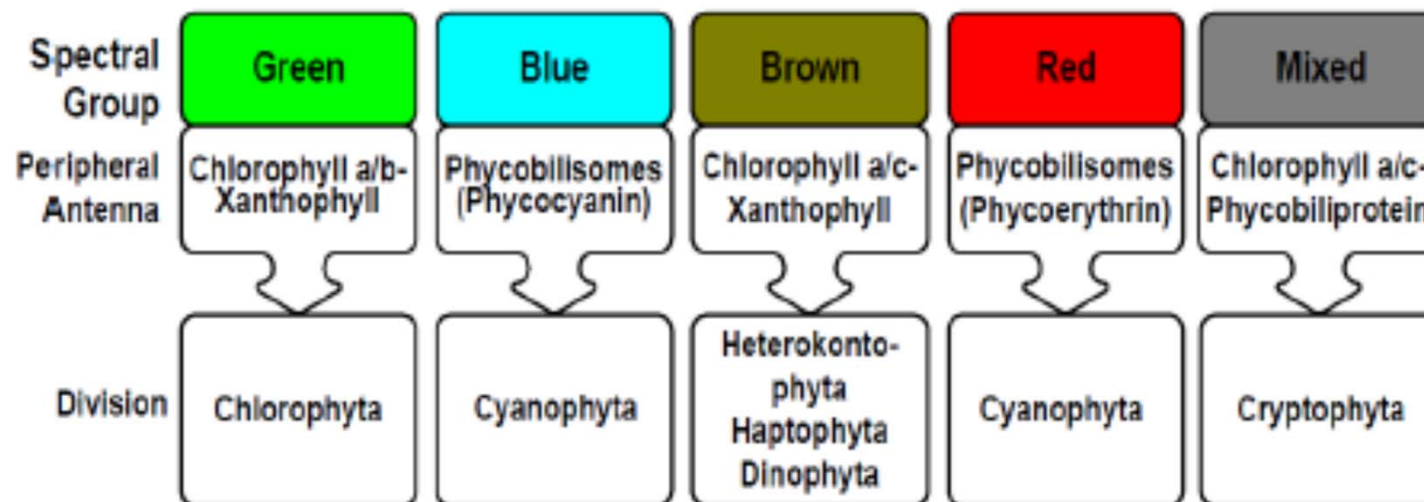 Spectral Group Green Blue Brown Red Mixed
Peripheral Antenna
Chlorophyll a/b-
Xanthophyll
Phycobilisomes
(Phycocyanin)
Chlorophyll a/c-
Xanthophyll
Phycobilisomes
(Phycoerythrin)
Chlorophyll a/c-
Phycobiliprotein
Division
Chlorophyta
Cyanophyta
Heterokonto-
phyta
Haptophyta
Dinophyta
Cyanophyta
Cryptophyta